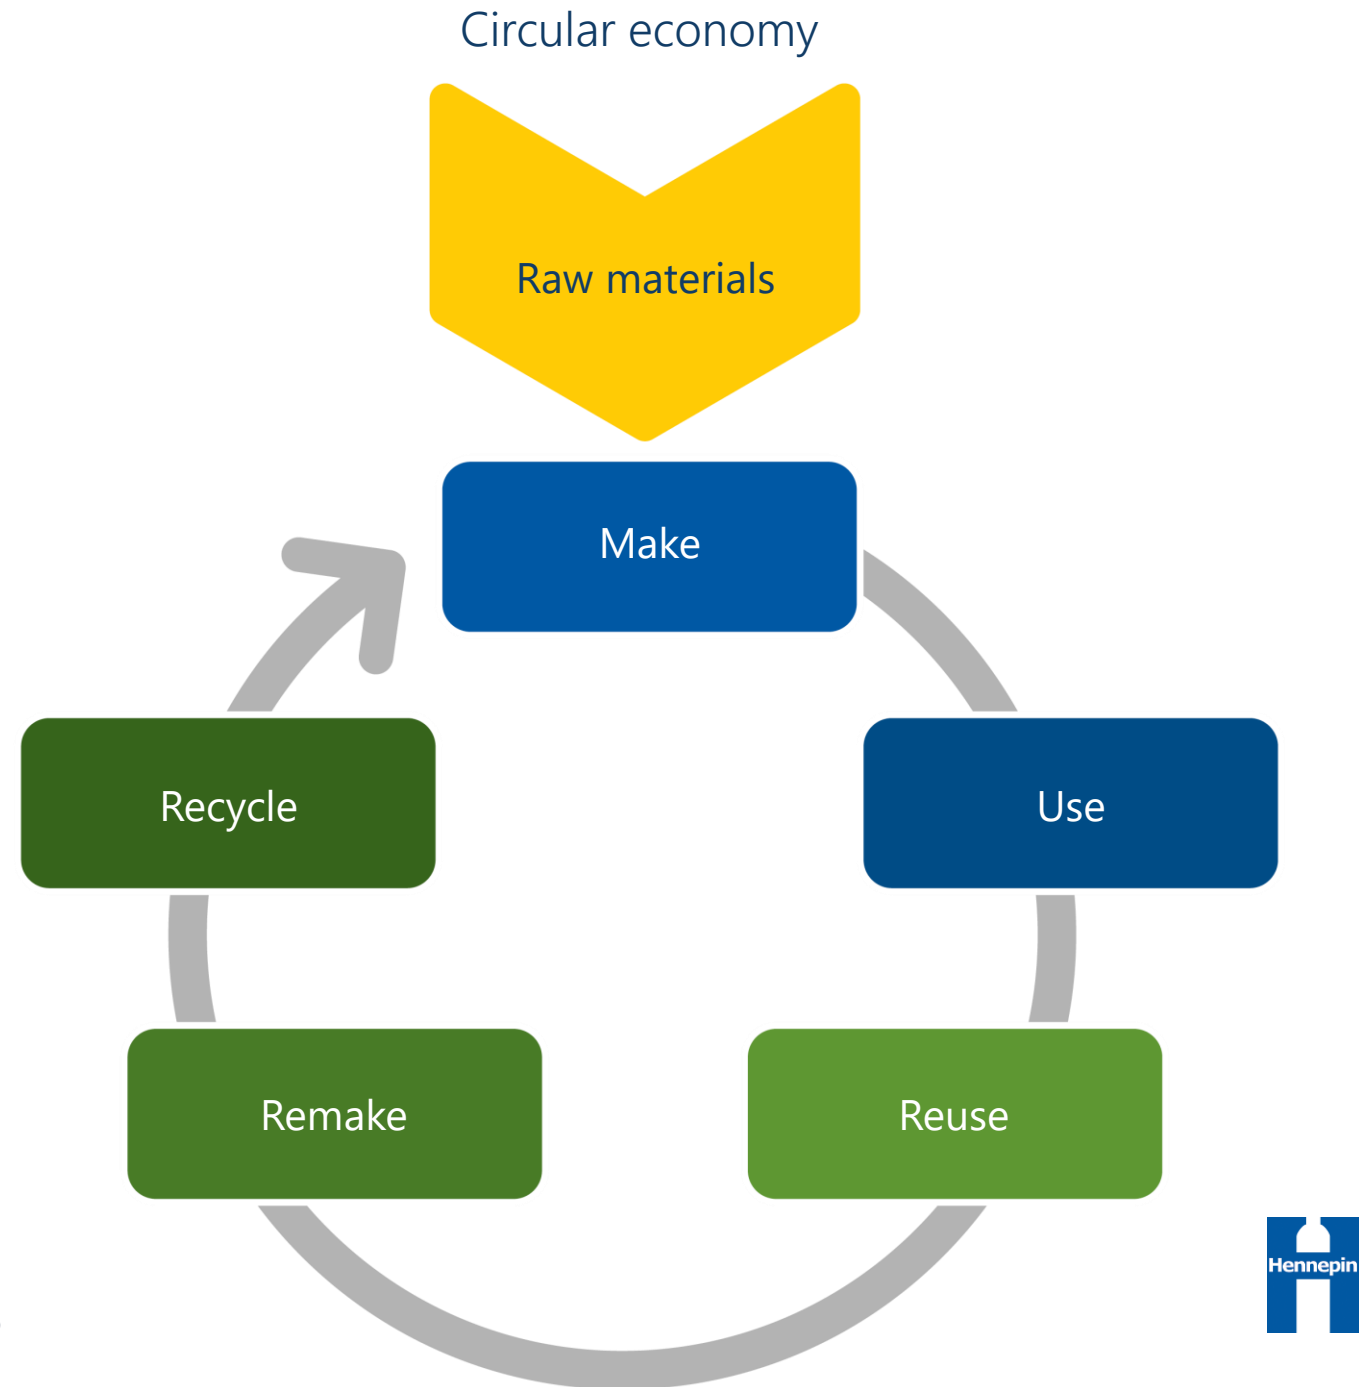 Circular economy
Raw materials
Make
Use
Reuse
Remake
Recycle
Hennepin